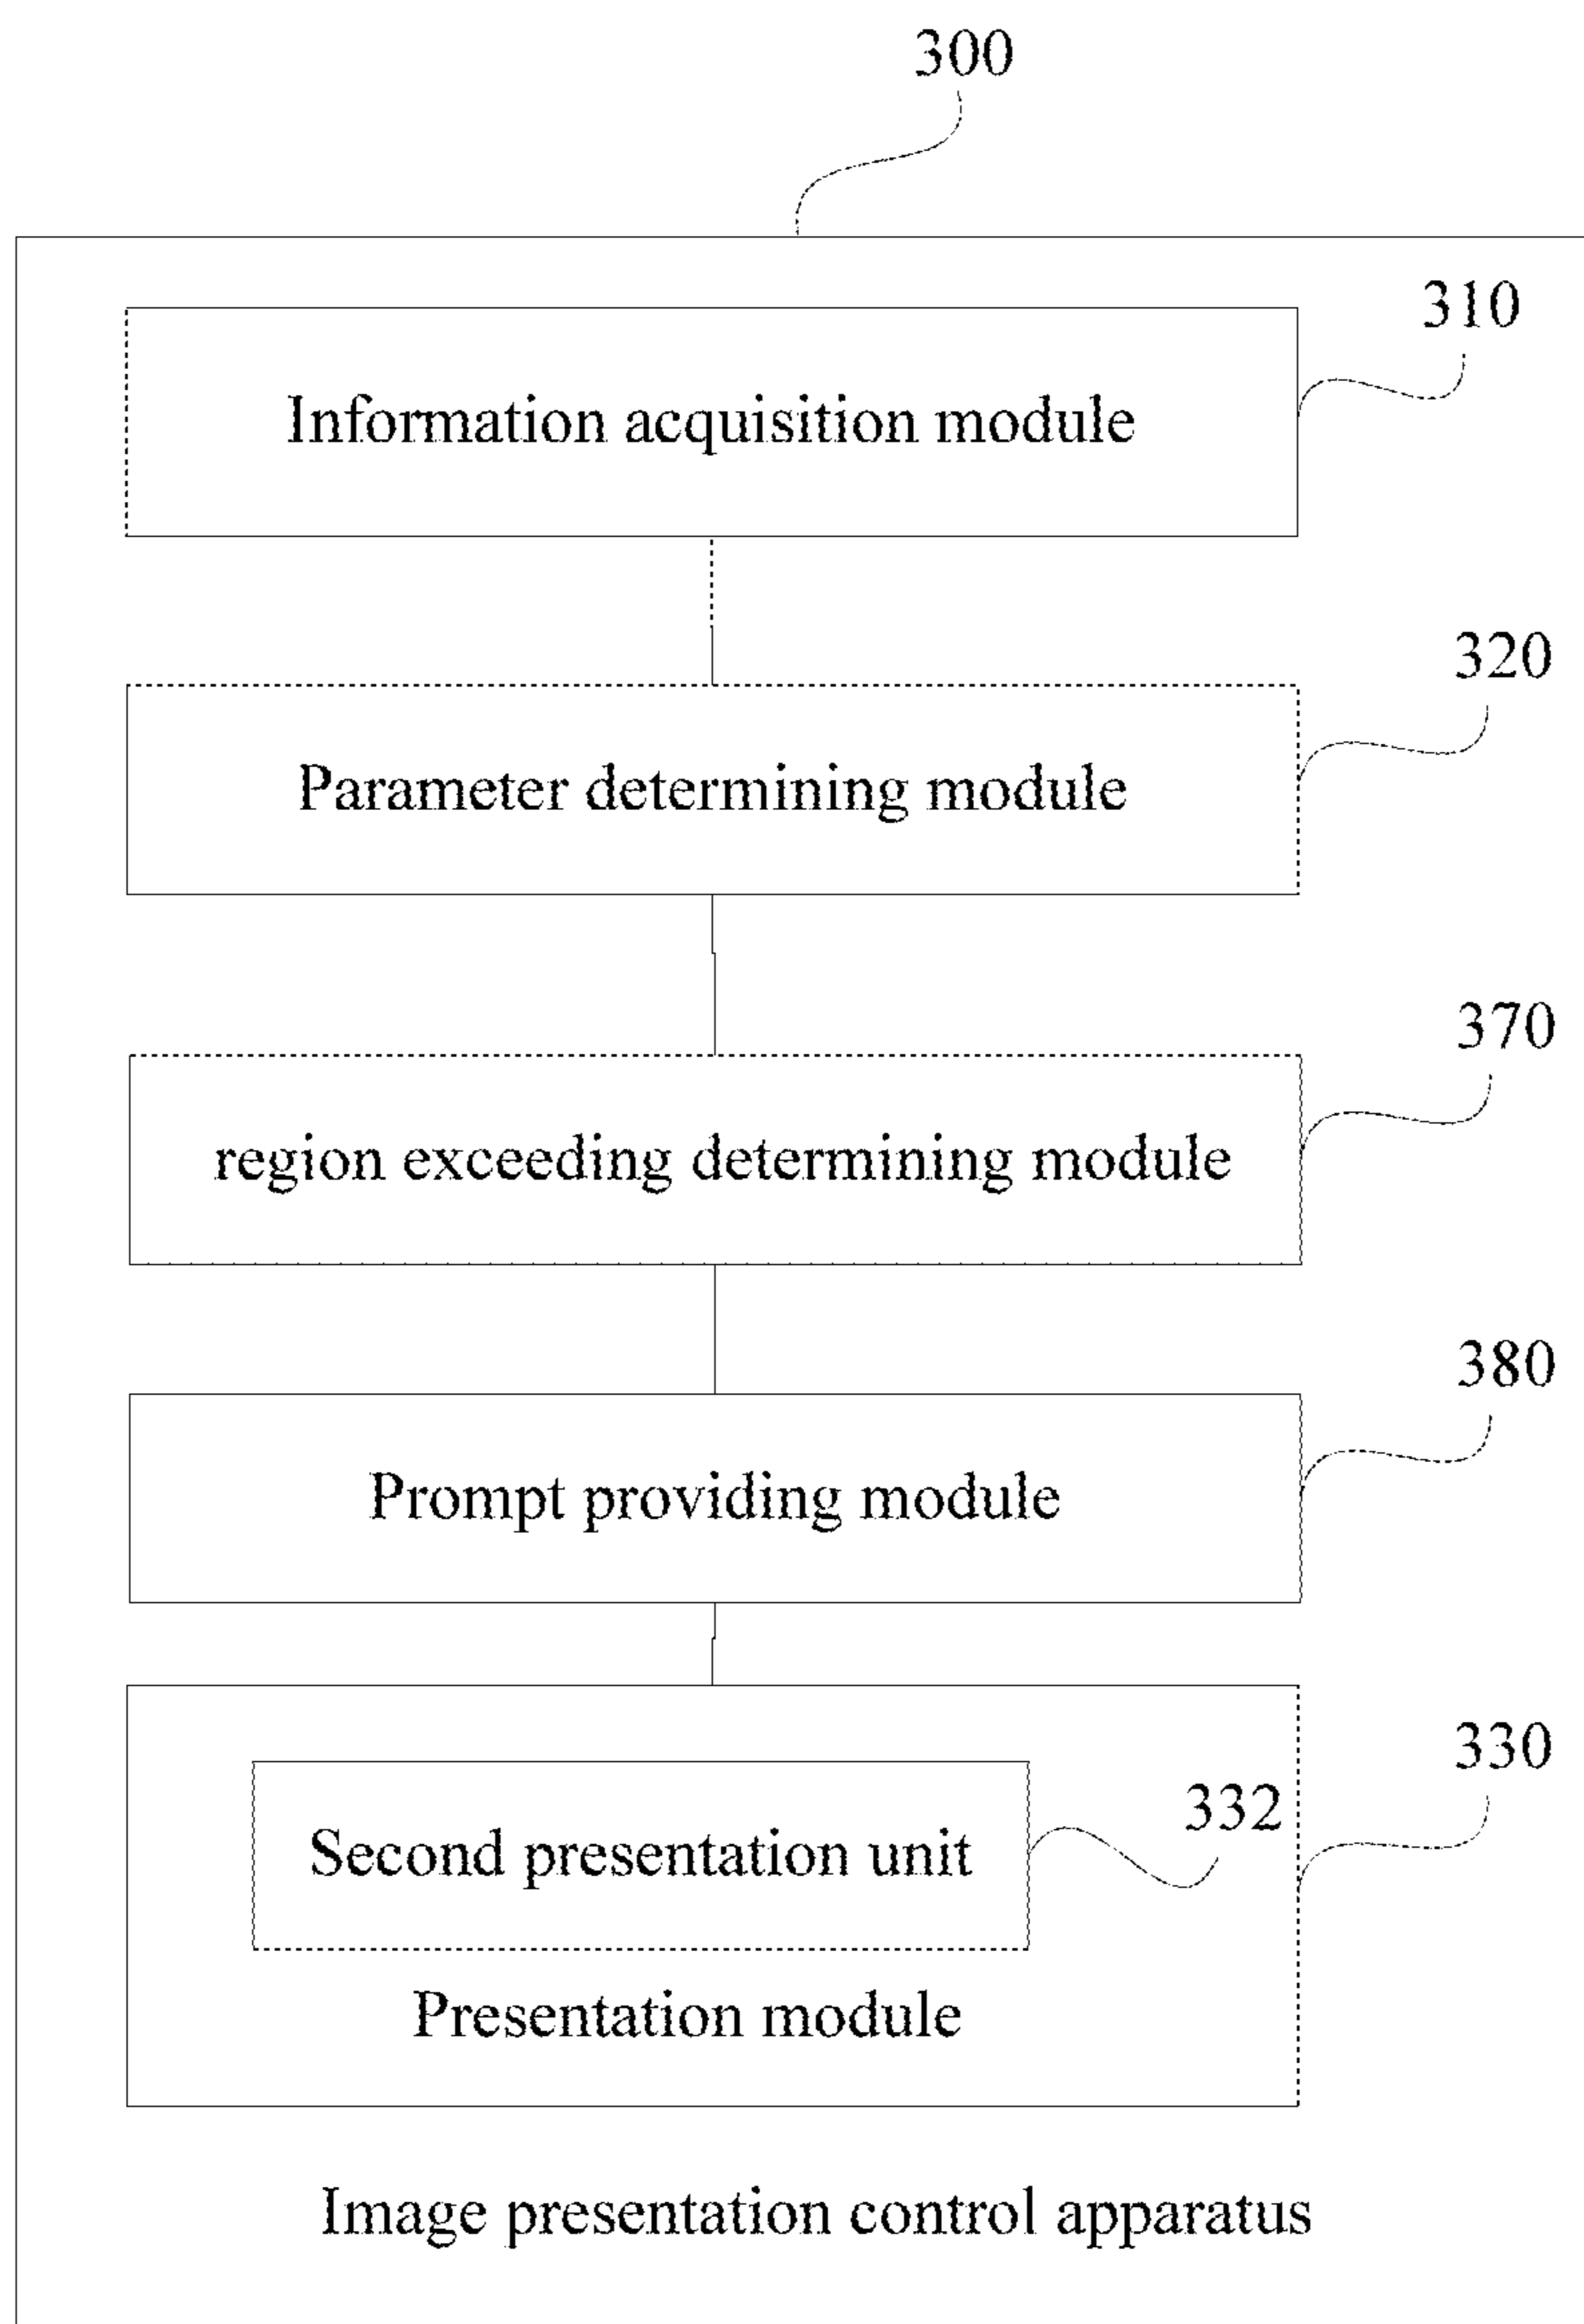 300
310
Information acquisition module
320
Parameter determining module
370
region exceeding determining module
380
Prompt providing module
330
332
Second presentation unit
Presentation module
Image presentation control apparatus